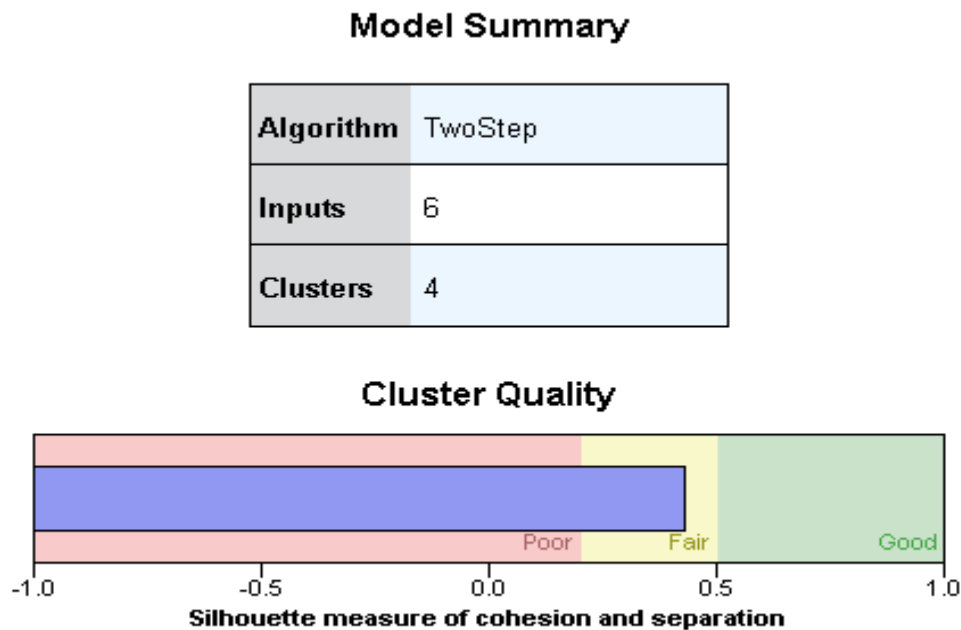 Model Summary
Algorithm TwoStep
Inputs 6
Clusters 4
Cluster Quality
Poor Fair Good
-1.0 -0.5 0.0 0.5 1.0
Silhouette measure of cohesion and separation